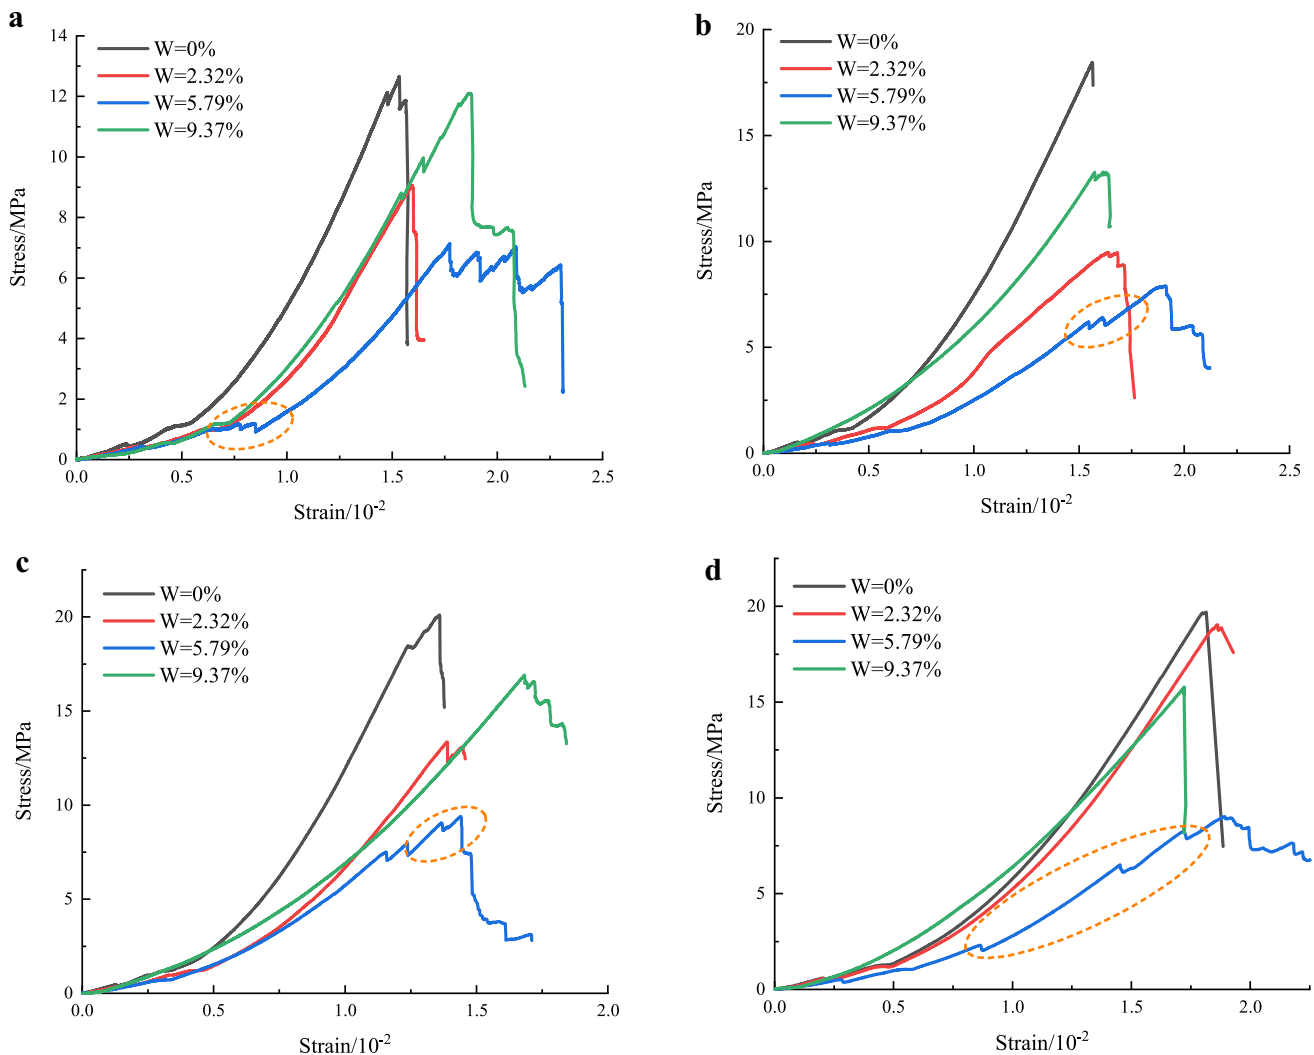 a
14
12
10
8
6
4
2
0
Stress/MPa
W=0%
W=2.32%
W=5.79%
W=9.37%
0.0 0.5 1.0 1.5 2.0 2.5
Strain/10-2
b
20
15
10
5
0
Stress/MPa
W=0%
W=2.32%
W=5.79%
W=9.37%
0.0 0.5 1.0 1.5 2.0 2.5
Strain/10-2
c
20
15
10
5
0
Stress/MPa
W=0%
W=2.32%
W=5.79%
W=9.37%
0.0 0.5 1.0 1.5 2.0
Strain/10-2
d
20
15
10
5
0
Stress/MPa
W=0%
W=2.32%
W=5.79%
W=9.37%
0.0 0.5 1.0 1.5 2.0
Strain/10-2